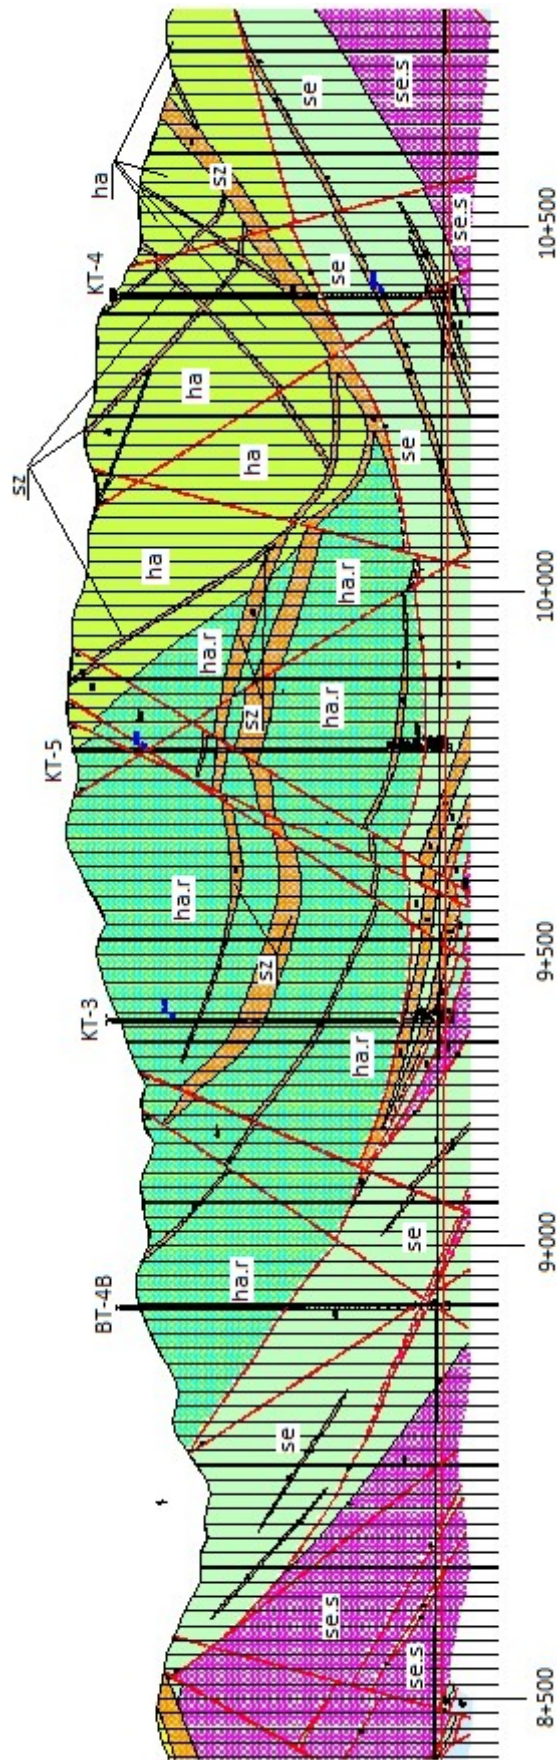 sz
KT-5
KT-3
KT-4
ha
BT-4B
ha
ha
sz
ha.r
ha.r
ha
ha.r
sz
sz
se
se
ha.r
se.s
se
ha.r
ha.r
se.s
se
se
se.s
se.s
8+500
9+000
9+500
10+000
10+500